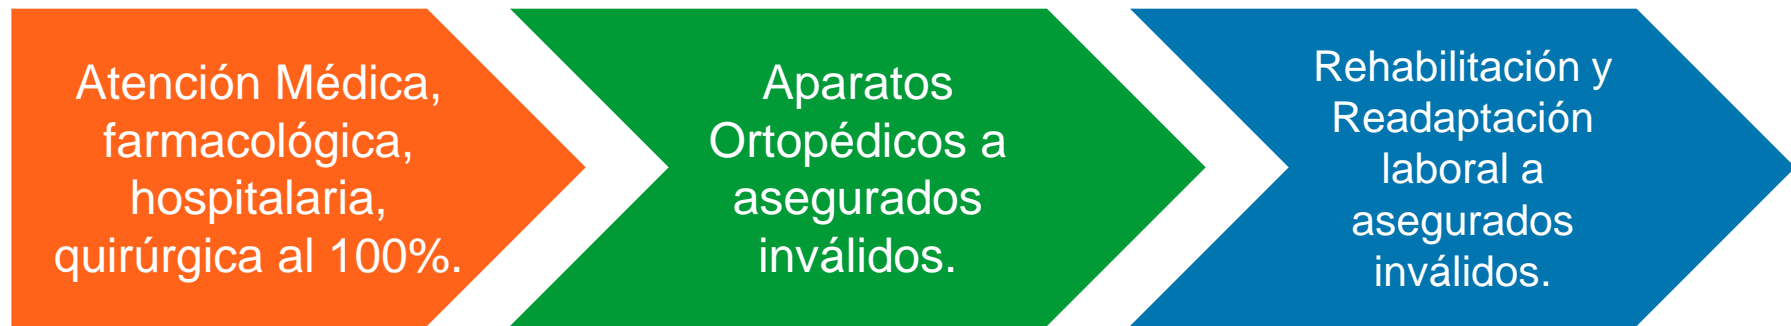 Atención Médica,
farmacológica,
hospitalaria,
quirúrgica al 100%.
Aparatos
Ortopédicos a
asegurados
inválidos.
Rehabilitación y
Readaptación
laboral a
asegurados
inválidos.